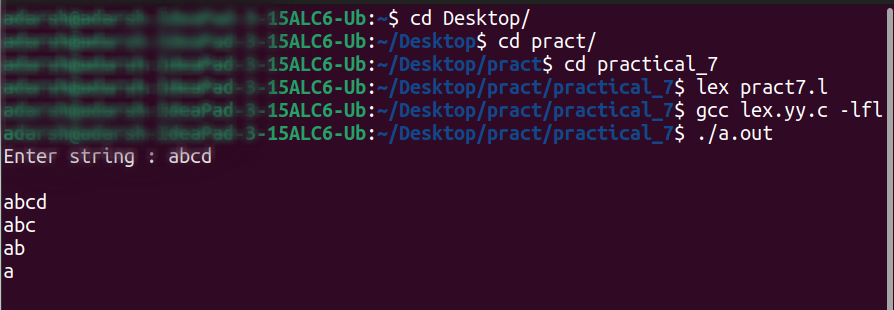 15ALC6-Ub:~$ cd Desktop/
15ALC6-Ub:~/Desktop$ cd pract/
15ALC6-Ub:~/Desktop/pract$ cd practical_7
15ALC6-Ub:~/Desktop/pract/practical_7$ lex pract7.l
15ALC6-Ub:~/Desktop/pract/practical_7$ gcc lex.yy.c -lfl
15ALC6-Ub:~/Desktop/pract/practical_7$ ./a.out
Enter string : abcd
abcd
abc
ab
a